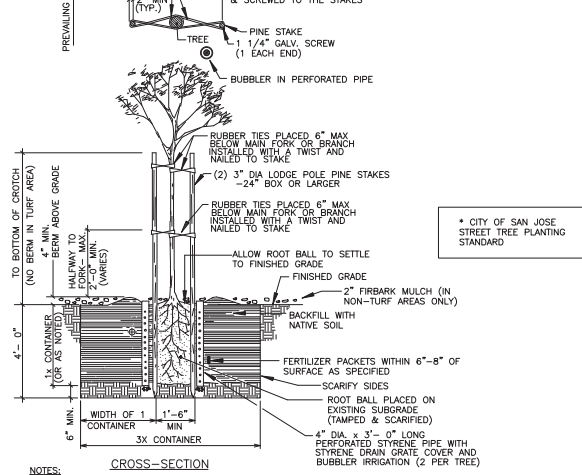 2' MIN
(TYP.)
& SCREWED TO THE STAKES
PREVAILING
PINE STAKE
TREE
1 1/4" GALV. SCREW
(1 EACH END)
BUBBLER IN PERFORATED PIPE
RUBBER TIES PLACED 6" MAX
BELOW MAIN FORK OR BRANCH
INSTALLED WITH A TWIST AND
NAILED TO STAKE
(2) 3" DIA LODGE POLE PINE STAKES
-24" BOX OR LARGER
RUBBER TIES PLACED 6" MAX
BELOW MAIN FORK OR BRANCH
INSTALLED WITH A TWIST AND
NAILED TO STAKE
* CITY OF SAN JOSE
STREET TREE PLANTING
STANDARD
TO BOTTOM OF CROTCH
(NO BERM IN TURF AREA)
4" MIN.
BERM ABOVE GRADE
HALFWAY TO
FORK- MAX.
2'-0" MIN.
(VARIES)
ALLOW ROOT BALL TO SETTLE
TO FINISHED GRADE
FINISHED GRADE
2" FIRBARK MULCH (IN
NON-TURF AREAS ONLY)
BACKFILL WITH
NATIVE SOIL
4'- 0"
1x CONTAINER
(OR AS NOTED)
FERTILIZER PACKETS WITHIN 6"-8" OF
SURFACE AS SPECIFIED
SCARIFY SIDES
ROOT BALL PLACED ON
EXISTING SUBGRADE
(TAMPED & SCARIFIED)
6" MIN.
WIDTH OF 1
CONTAINER
1'-6"
MIN
3X CONTAINER
4" DIA. x 3'- 0" LONG
PERFORATED STYRENE PIPE WITH
STYRENE DRAIN GRATE COVER AND
BUBBLER IRRIGATION (2 PER TREE)
CROSS-SECTION
NOTES: